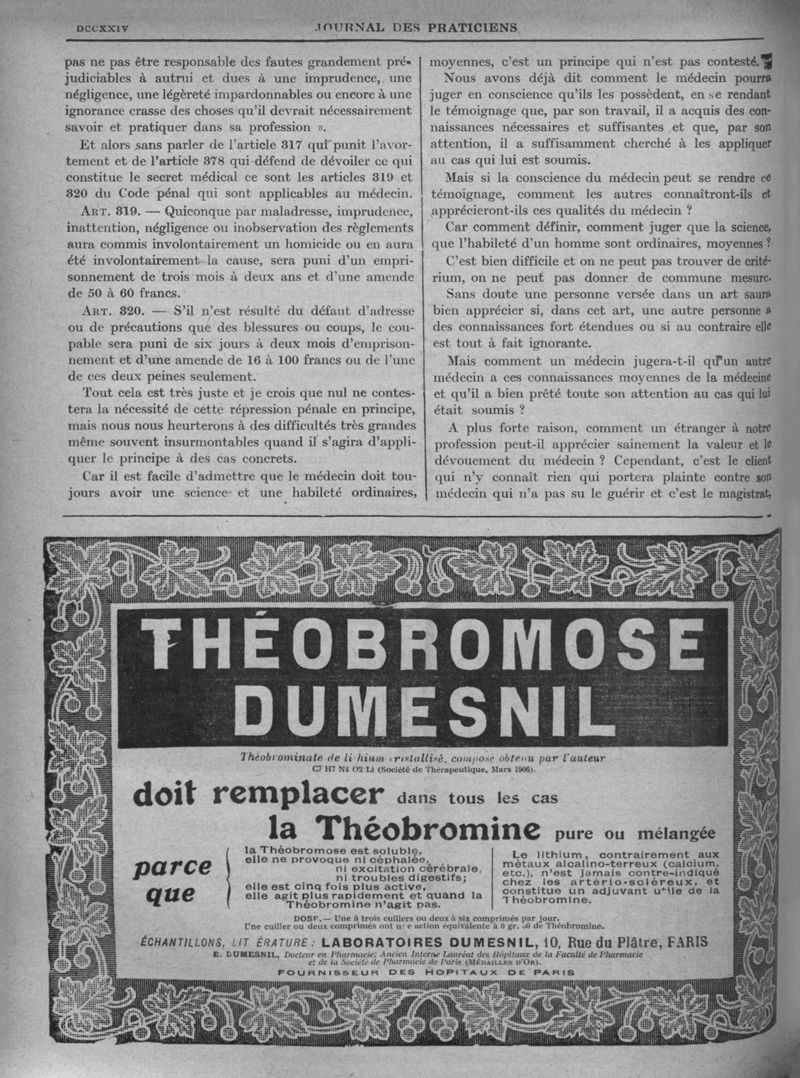 DCCXXIV
JOURNAL DES PRATICIENS
pas ne pas être responsable des fautes grandement pré-
judiciables à autrui et dues à une imprudence, une
négligence, une légèreté impardonnables ou encore à une
ignorance crasse des choses qu'il devrait nécessairement
savoir et pratiquer dans sa profession ».
Et alors sans parler de l'article 317 qui punit l'avor-
tement et de l'article 378 qui défend de dévoiler ce qui
constitue le secret médical ce sont les articles 319 et
320 du Code pénal qui sont applicables au médecin.
ART. 319. — Quiconque par maladresse, imprudence,
inattention, négligence ou inobservation des règlements
aura commis involontairement un homicide ou en aura
été involontairement la cause, sera puni d'un empri-
sonnement de trois mois à deux ans et d'une amende
de 50 à 60 francs.
ART. 320. — S'il n'est résulté du défaut d'adresse
ou de précautions que des blessures ou coups, le cou-
pable sera puni de six jours à deux mois d'emprison-
nement et d'une amende de 16 à 100 francs ou de l'une
de ces deux peines seulement.
Tout cela est très juste et je crois que nul ne contes-
tera la nécessité de cette répression pénale en principe,
mais nous nous heurterons à des difficultés très grandes
même souvent insurmontables quand il s'agira d'appli-
quer le principe à des cas concrets.
Car il est facile d'admettre que le médecin doit tou-
jours avoir une science et une habileté ordinaires,
moyennes, c'est un principe qui n'est pas contesté.
Nous avons déjà dit comment le médecin pourra
juger en conscience qu'ils les possèdent, en se rendant
le témoignage que, par son travail, il a acquis des con-
naissances nécessaires et suffisantes et que, par son
attention, il a suffisamment cherché à les appliquer
au cas qui lui est soumis.
Mais si la conscience du médecin peut se rendre ce
témoignage, comment les autres connaîtront-ils et
apprécieront-ils ces qualités du médecin ?
Car comment définir, comment juger que la science,
que l'habileté d'un homme sont ordinaires, moyennes ?
C'est bien difficile et on ne peut pas trouver de crité-
rium, on ne peut pas donner de commune mesure.
Sans doute une personne versée dans un art saura
bien apprécier si, dans cet art, une autre personne a
des connaissances fort étendues ou si au contraire elle
est tout à fait ignorante.
Mais comment un médecin jugera-t-il qu'un autre
médecin a ces connaissances moyennes de la médecine
et qu'il a bien prêté toute son attention au cas qui lui
était soumis ?
A plus forte raison, comment un étranger à notre
profession peut-il apprécier sainement la valeur et le
dévouement du médecin ? Cependant, c'est le client
qui n'y connaît rien qui portera plainte contre son
médecin qui n'a pas su le guérir et c'est le magistrat,
THÉOBROMOSE
DUMESNIL
Théobrominate de lithium cristallisé, composé obtenu par l'auteur
C7 H7 N4 O2 Li (Société de Thérapeutique, Mars 1906).
doit remplacer dans tous les cas
la Théobromine pure ou mélangée
parce
que
la Théobromose est soluble,
elle ne provoque ni céphalée,
ni excitation cérébrale,
ni troubles digestifs;
elle est cinq fois plus active,
elle agit plus rapidement et quand la
Théobromine n'agit pas.
Le lithium, contrairement aux
métaux alcalino-terreux (calcium,
etc.), n'est jamais contre-indiqué
chez les artério-scléreux, et
constitue un adjuvant utile de la
Théobromine.
DOSE. — Une à trois cuillers ou deux à six comprimés par jour.
Une cuiller ou deux comprimés ont une action équivalente à 0 gr. 50 de Théobromine.
ÉCHANTILLONS, LITTÉRATURE : LABORATOIRES DUMESNIL, 10, Rue du Plâtre, PARIS
E. DUMESNIL, Docteur en Pharmacie; Ancien Interne Lauréat des Hôpitaux de la Faculté de Pharmacie
et de la Société de Pharmacie de Paris (MÉDAILLES D'OR).
FOURNISSEUR DES HOPITAUX DE PARIS